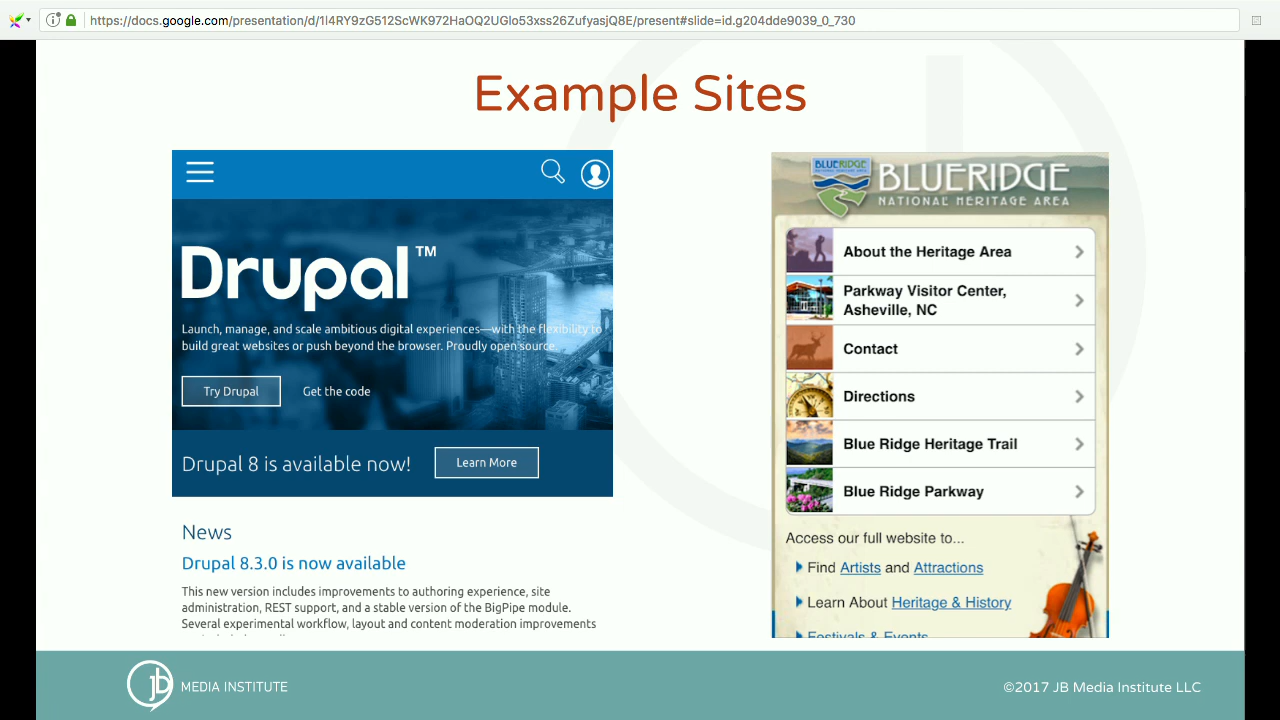 https://docs.google.com/presentation/d/1l4RY9zG512ScWK972HaOQ2UGlo53xss26ZufyasjQ8E/present#slide=id.g204dde9039_0_730
Example Sites
Drupal™
Launch, manage, and scale ambitious digital experiences—with the flexibility to
build great websites or push beyond the browser. Proudly open source.
Try Drupal
Get the code
Drupal 8 is available now!
Learn More
News
Drupal 8.3.0 is now available
This new version includes improvements to authoring experience, site
administration, REST support, and a stable version of the BigPipe module.
Several experimental workflow, layout and content moderation improvements
BLUERIDGE
BLUERIDGE
NATIONAL HERITAGE AREA
About the Heritage Area
Parkway Visitor Center,
Asheville, NC
Contact
Directions
Blue Ridge Heritage Trail
Blue Ridge Parkway
Access our full website to...
Find Artists and Attractions
Learn About Heritage & History
Festivals & Events
jb MEDIA INSTITUTE
©2017 JB Media Institute LLC